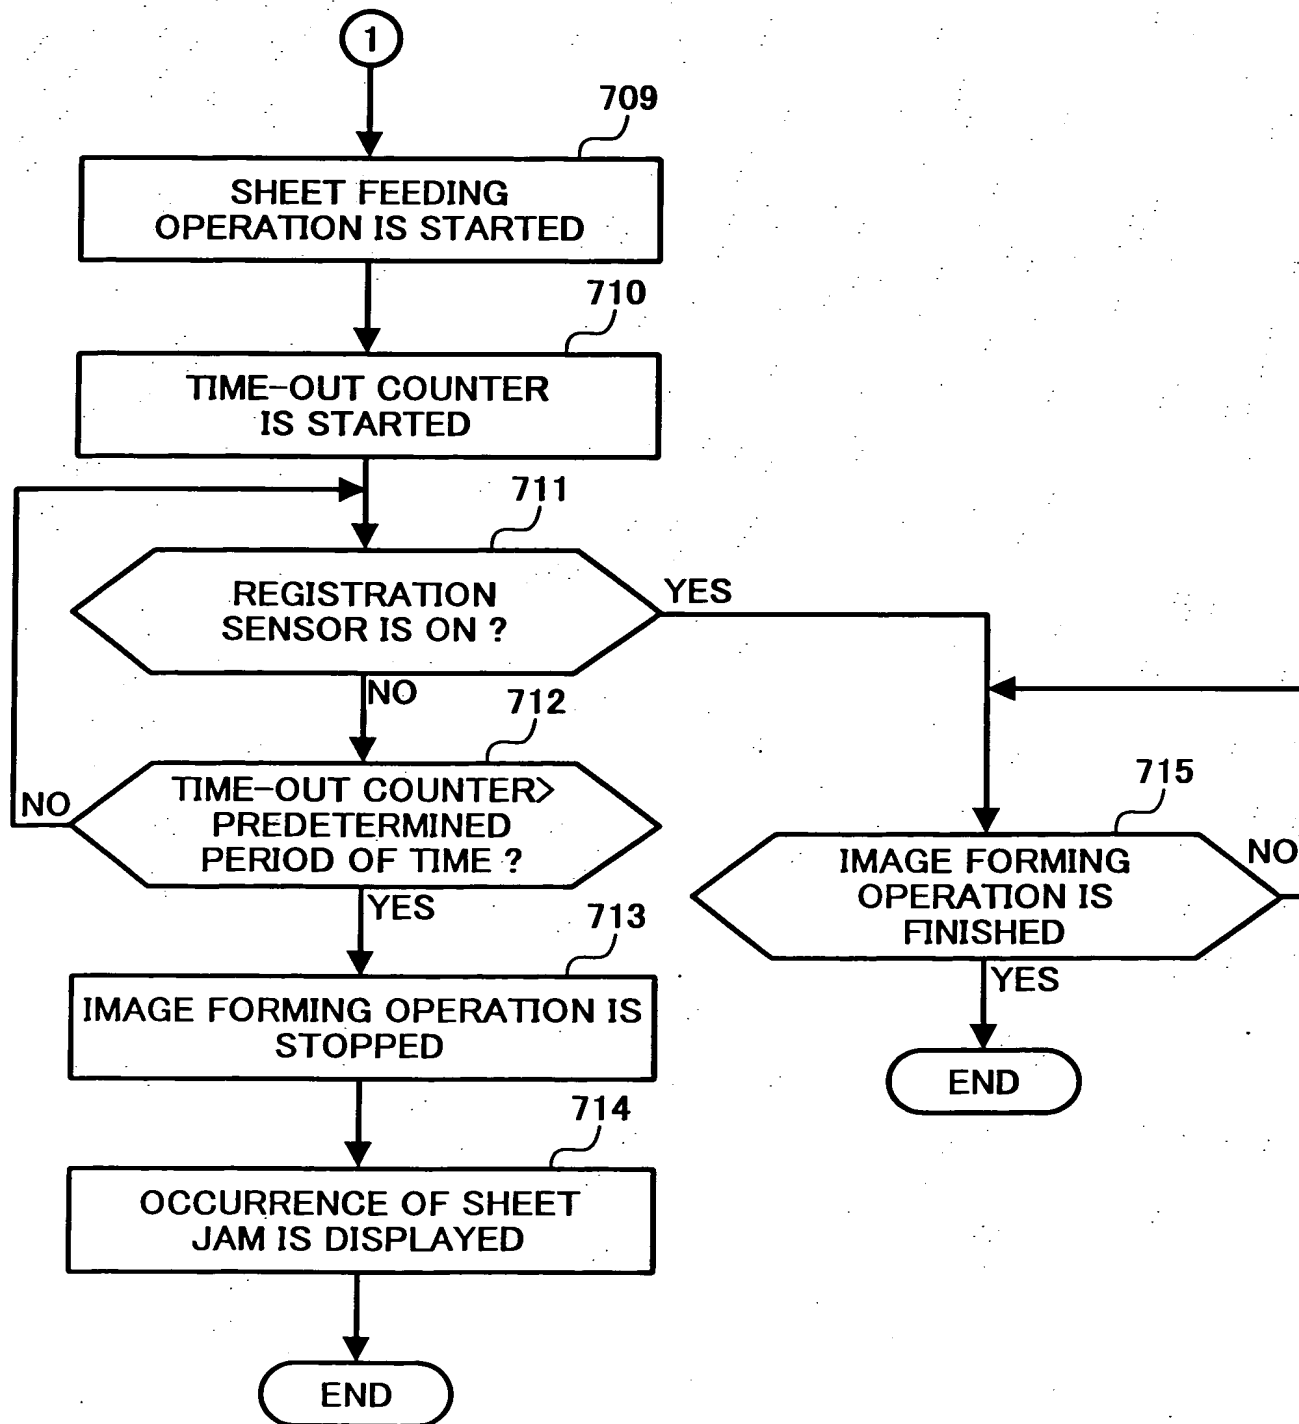 1
709
SHEET FEEDING
OPERATION IS STARTED
710
TIME-OUT COUNTER
IS STARTED
711
REGISTRATION
SENSOR IS ON ?
YES
NO
712
TIME-OUT COUNTER>
PREDETERMINED
PERIOD OF TIME ?
NO
YES
715
IMAGE FORMING
OPERATION IS
FINISHED
NO
YES
END
713
IMAGE FORMING OPERATION IS
STOPPED
714
OCCURRENCE OF SHEET
JAM IS DISPLAYED
END